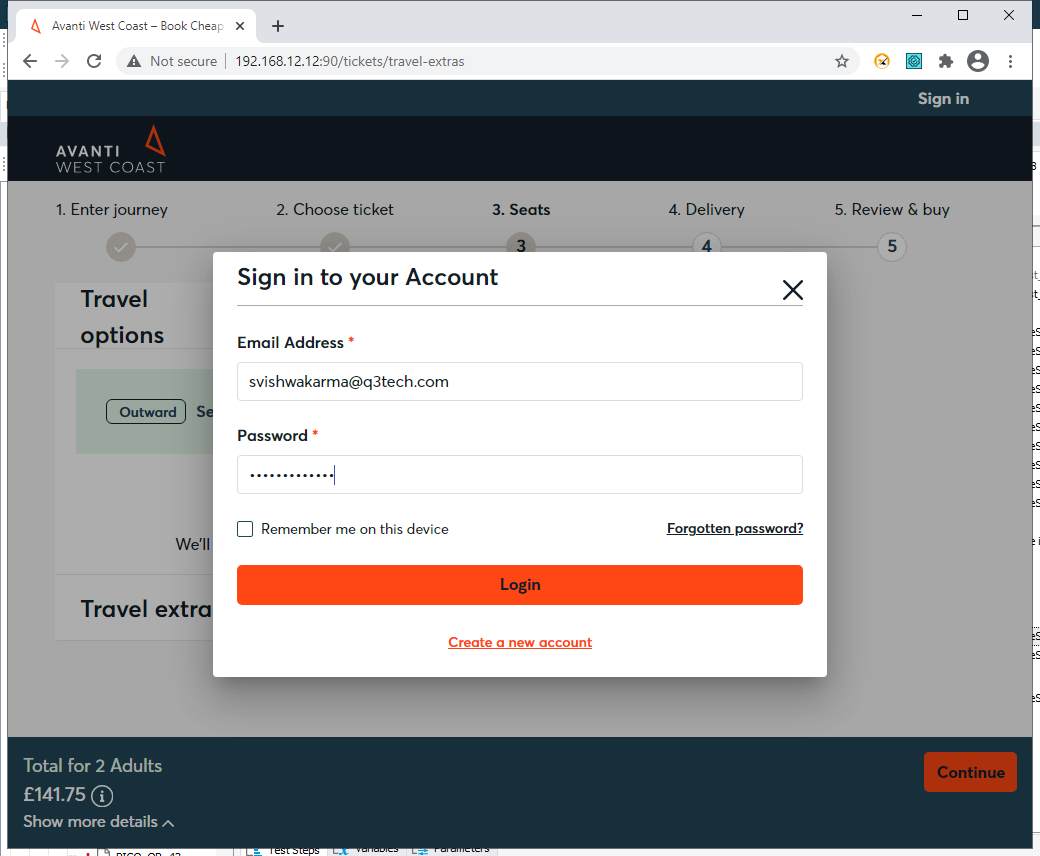 Avanti West Coast – Book Cheap
Not secure
192.168.12.12:90/tickets/travel-extras
Sign in
AVANTI
WEST COAST
1. Enter journey
2. Choose ticket
3. Seats
4. Delivery
5. Review & buy
3
4
5
Travel
options
Outward
Se
We'll
Travel extra
Sign in to your Account
Email Address *
svishwakarma@q3tech.com
Password *
•••••••••••••
Remember me on this device
Forgotten password?
Login
Create a new account
Total for 2 Adults
£141.75
Show more details
Continue
Test Steps
Variables
Parameters